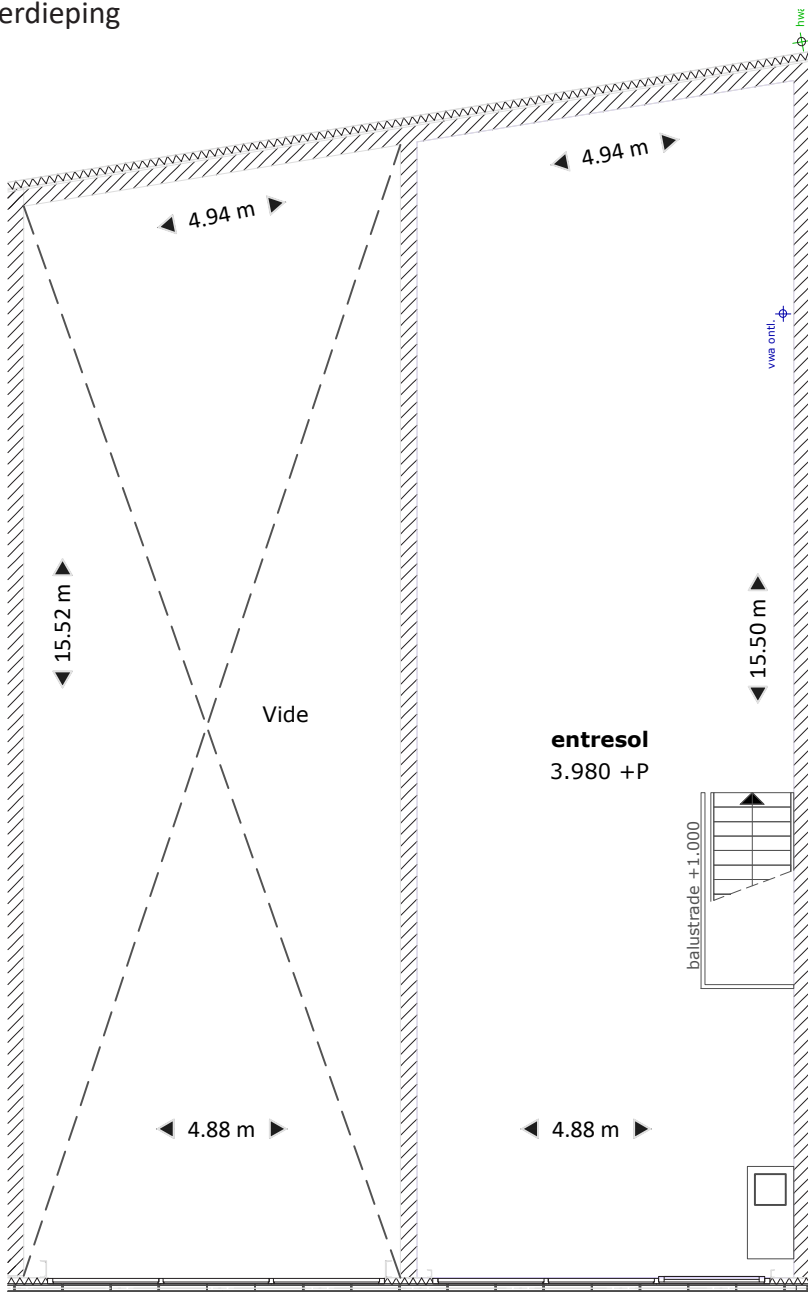 erdieping
hwa
4.94 m
4.94 m
vwa ontl.
15.52 m
15.50 m
Vide
entresol
3.980 +P
balustrade +1.000
4.88 m
4.88 m